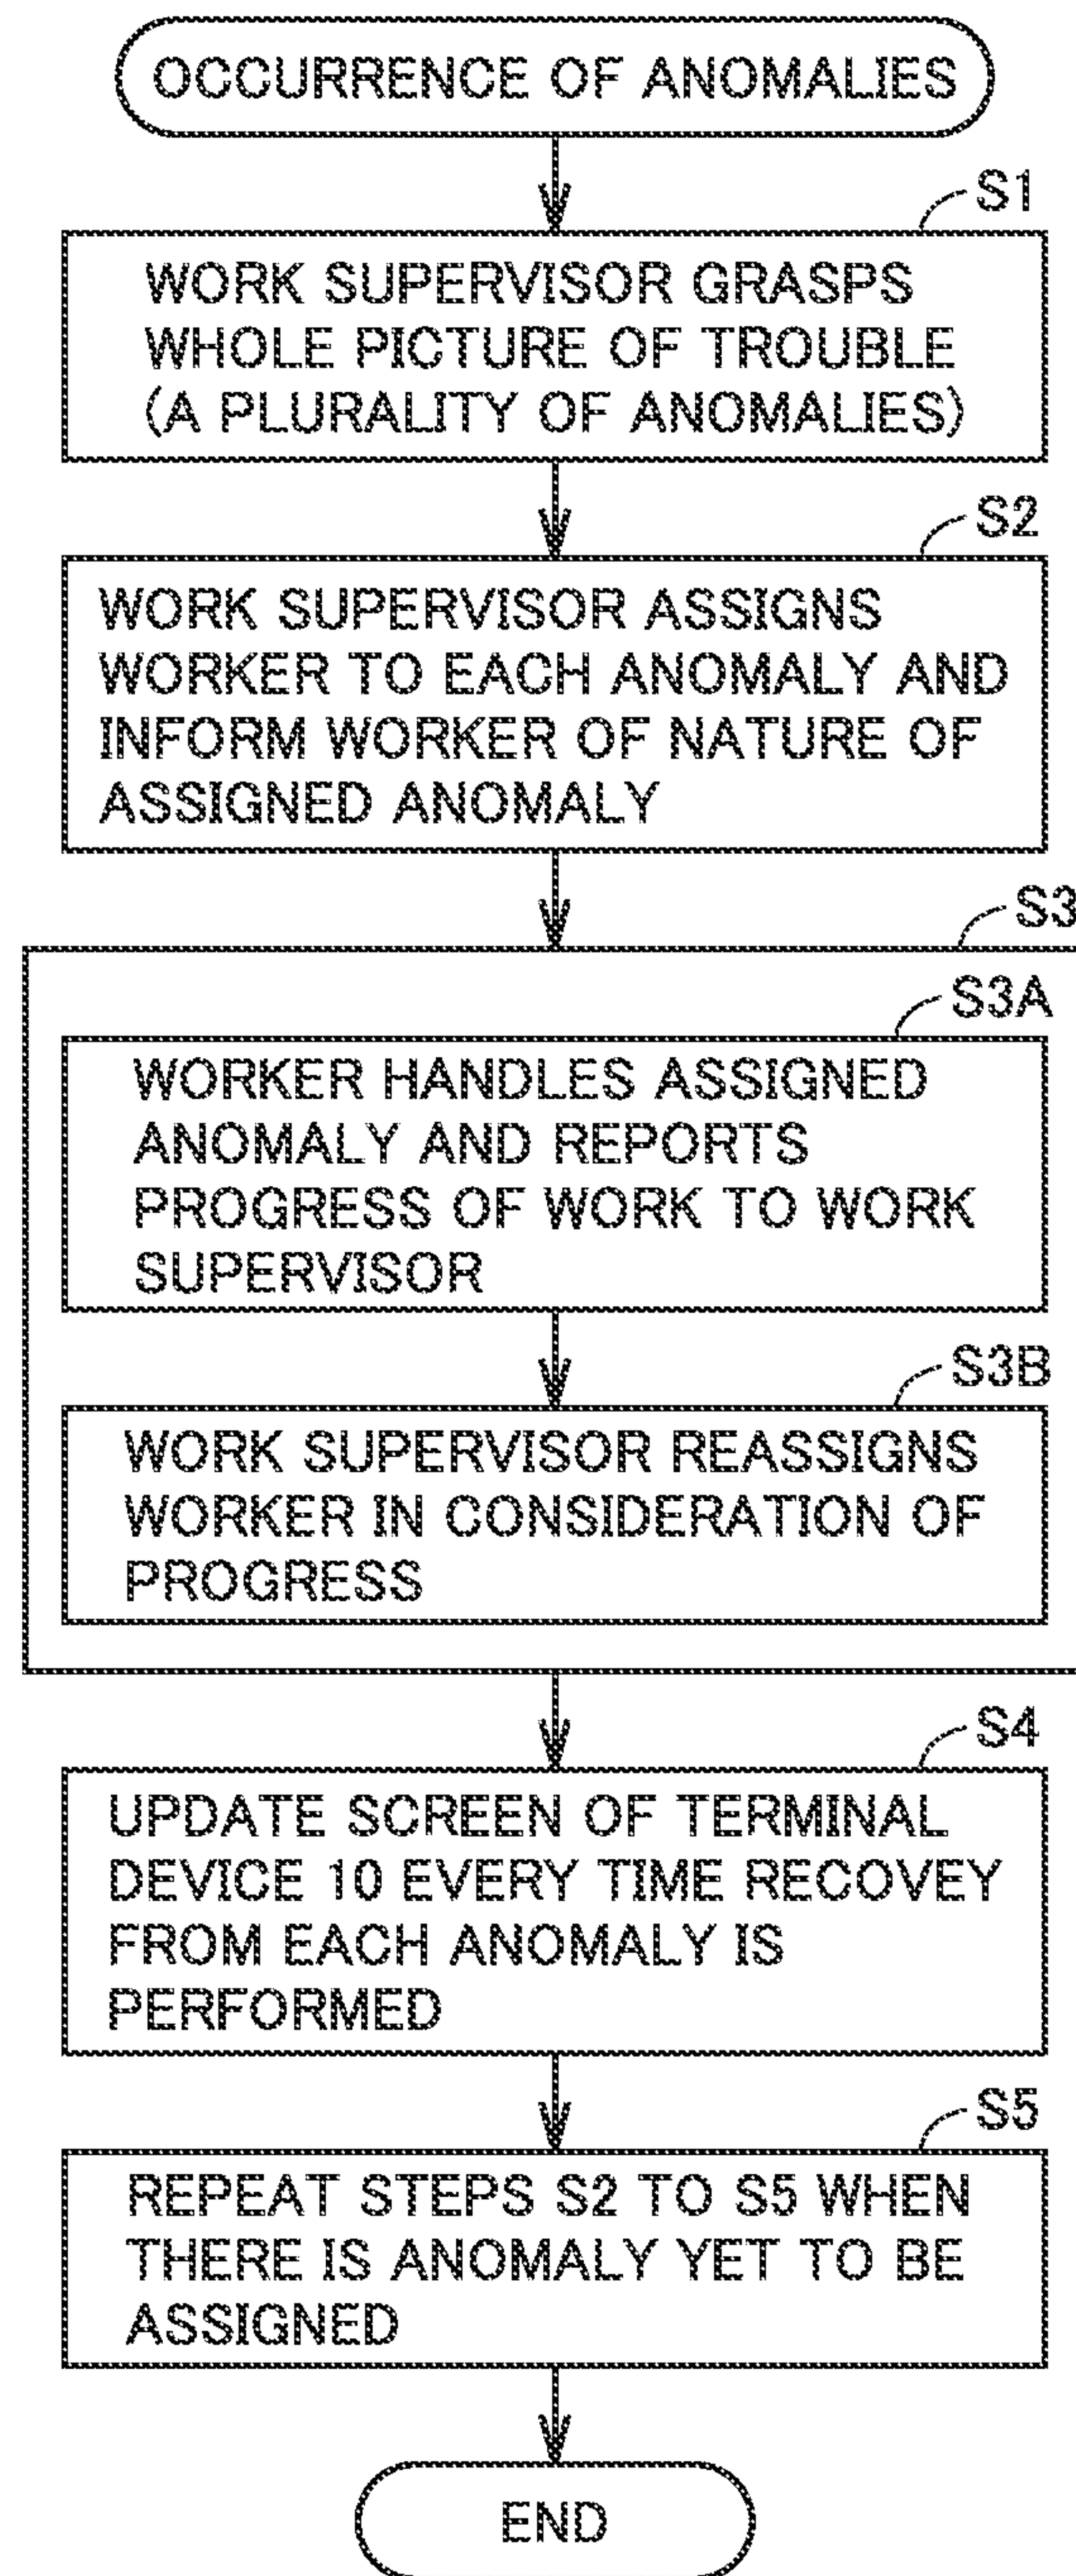 OCCURRENCE OF ANOMALIES
S1
WORK SUPERVISOR GRASPS
WHOLE PICTURE OF TROUBLE
(A PLURALITY OF ANOMALIES)
S2
WORK SUPERVISOR ASSIGNS
WORKER TO EACH ANOMALY AND
INFORM WORKER OF NATURE OF
ASSIGNED ANOMALY
S3
S3A
WORKER HANDLES ASSIGNED
ANOMALY AND REPORTS
PROGRESS OF WORK TO WORK
SUPERVISOR
S3B
WORK SUPERVISOR REASSIGNS
WORKER IN CONSIDERATION OF
PROGRESS
S4
UPDATE SCREEN OF TERMINAL
DEVICE 10 EVERY TIME RECOVEY
FROM EACH ANOMALY IS
PERFORMED
S5
REPEAT STEPS S2 TO S5 WHEN
THERE IS ANOMALY YET TO BE
ASSIGNED
END